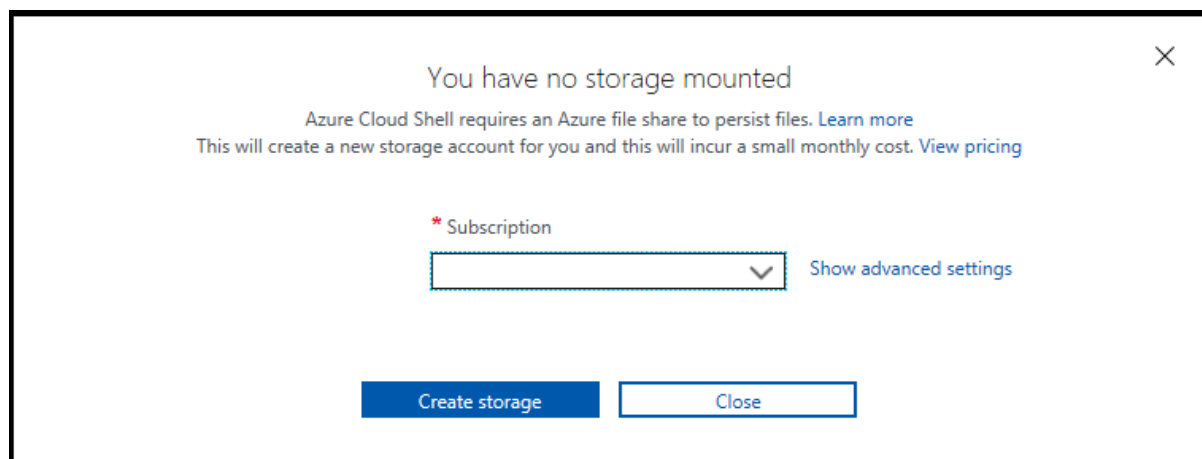 You have no storage mounted
Azure Cloud Shell requires an Azure file share to persist files. Learn more
This will create a new storage account for you and this will incur a small monthly cost. View pricing
* Subscription
Show advanced settings
Create storage
Close